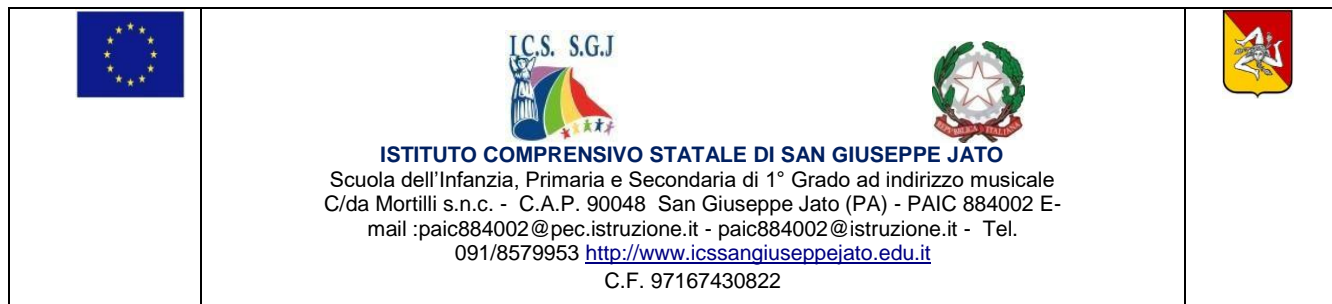 I.C.S. S.G.J
REPVBBLICA ITALIANA
ISTITUTO COMPRENSIVO STATALE DI SAN GIUSEPPE JATO
Scuola dell'Infanzia, Primaria e Secondaria di 1° Grado ad indirizzo musicale
C/da Mortilli s.n.c. - C.A.P. 90048 San Giuseppe Jato (PA) - PAIC 884002 E-
mail :paic884002@pec.istruzione.it - paic884002@istruzione.it - Tel.
091/8579953 http://www.icssangiuseppejato.edu.it
C.F. 97167430822